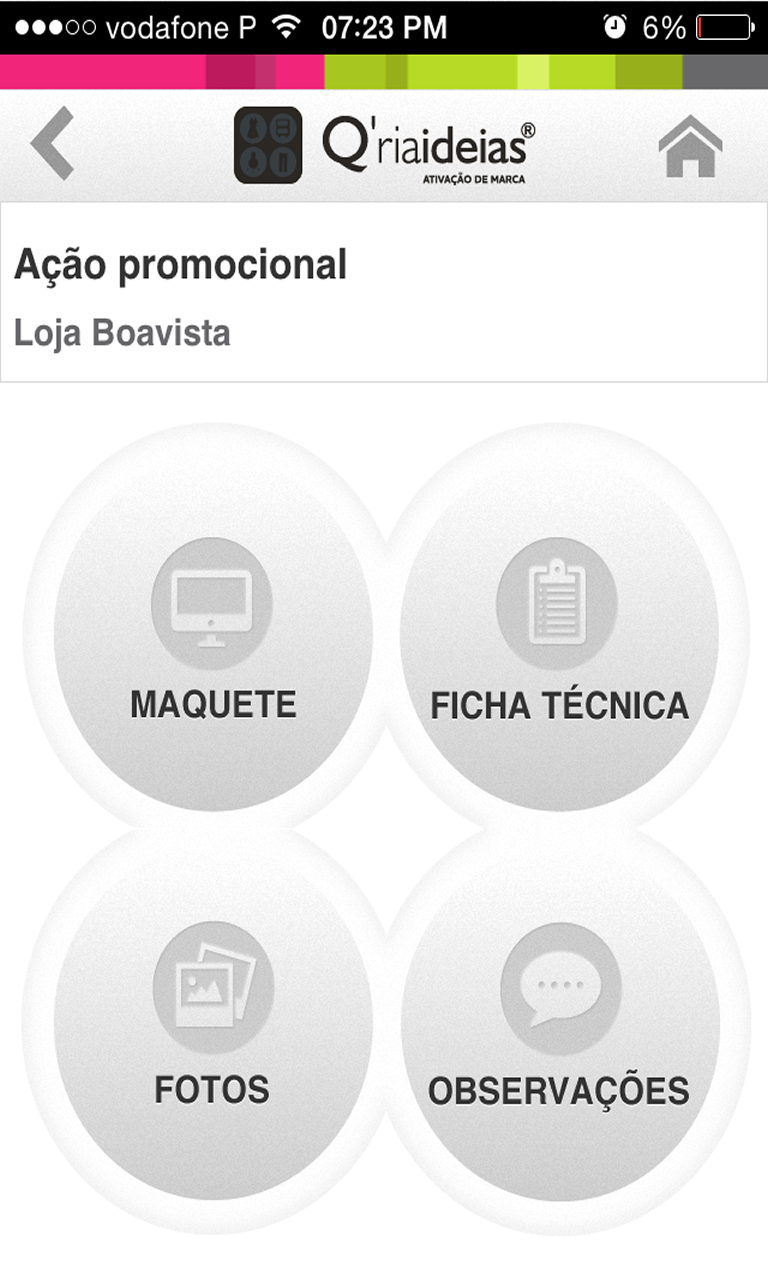 vodafone P 07:23 PM 6%
Q'riaideias®
ATIVAÇÃO DE MARCA
Ação promocional
Loja Boavista
MAQUETE
FICHA TÉCNICA
FOTOS
OBSERVAÇÕES